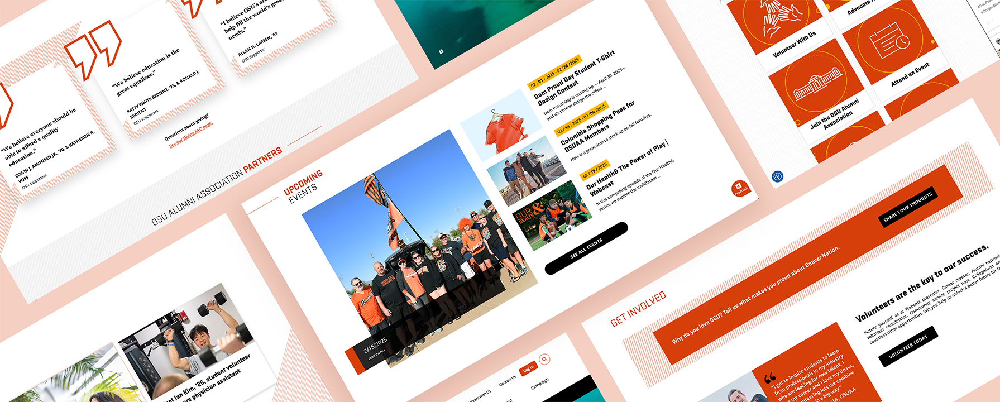 "We believe everyone should be
able to afford a quality
education."
EDWIN J. AMONSEN JR., '70, & KATHERINE R.
VOSS
OSU supporters
"We believe education is the
great equalizer."
PATTY WHITE BEDIENT, '75, & RONALD J.
BEDIENT
OSU supporters
"I believe OSU's
help fill the world's
needs."
ALLAN H. LARSEN, '63
OSU Supporter
Questions about giving?
See our Giving FAQ page.
OSU ALUMNI ASSOCIATION PARTNERS
UPCOMING
EVENTS
2/15/2025
read more ›
02 / 01 / 2025 - 02 / 28 / 2025
Dam Proud Day Student T-Shirt
Design Contest
Dam Proud Day is coming up — April 30, 2025—
and it's time to design the officia ...
02 / 14 / 2025 - 03 / 09 / 2025
Columbia Shopping Pass for
OSUAA Members
Now is a great time to stock up on fall favorites.
OUR
HEALTH
&
02 / 19 / 2025
Our Health& The Power of Play |
Webcast
In this compelling episode of the Our Health&
series, we explore the multifacete ...
SEE ALL EVENTS
Feedback
Volunteer With Us
Advocate
Attend an Event
Join the OSU Alumni
Association
GET INVOLVED
Why do you love OSU? Tell us what makes you proud about Beaver Nation.
SHARE YOUR THOUGHTS
Volunteers are the key to our success.
Picture yourself as a: Webcast presenter. Career mentor. Alumni network
volunteer coordinator. Community service project host. College/unit
countless other opportunities. Will you help us unlock a better future for
VOLUNTEER TODAY
"I get to inspire students to learn
from professionals in my industry
who are looking for new talent. I
my career and I love my Beavs,
lets me combine
in a big way."
'14, OSUAA
Ian Kim, '25, student volunteer
physician assistant
with Us
Contact Us
Log in
Campaign